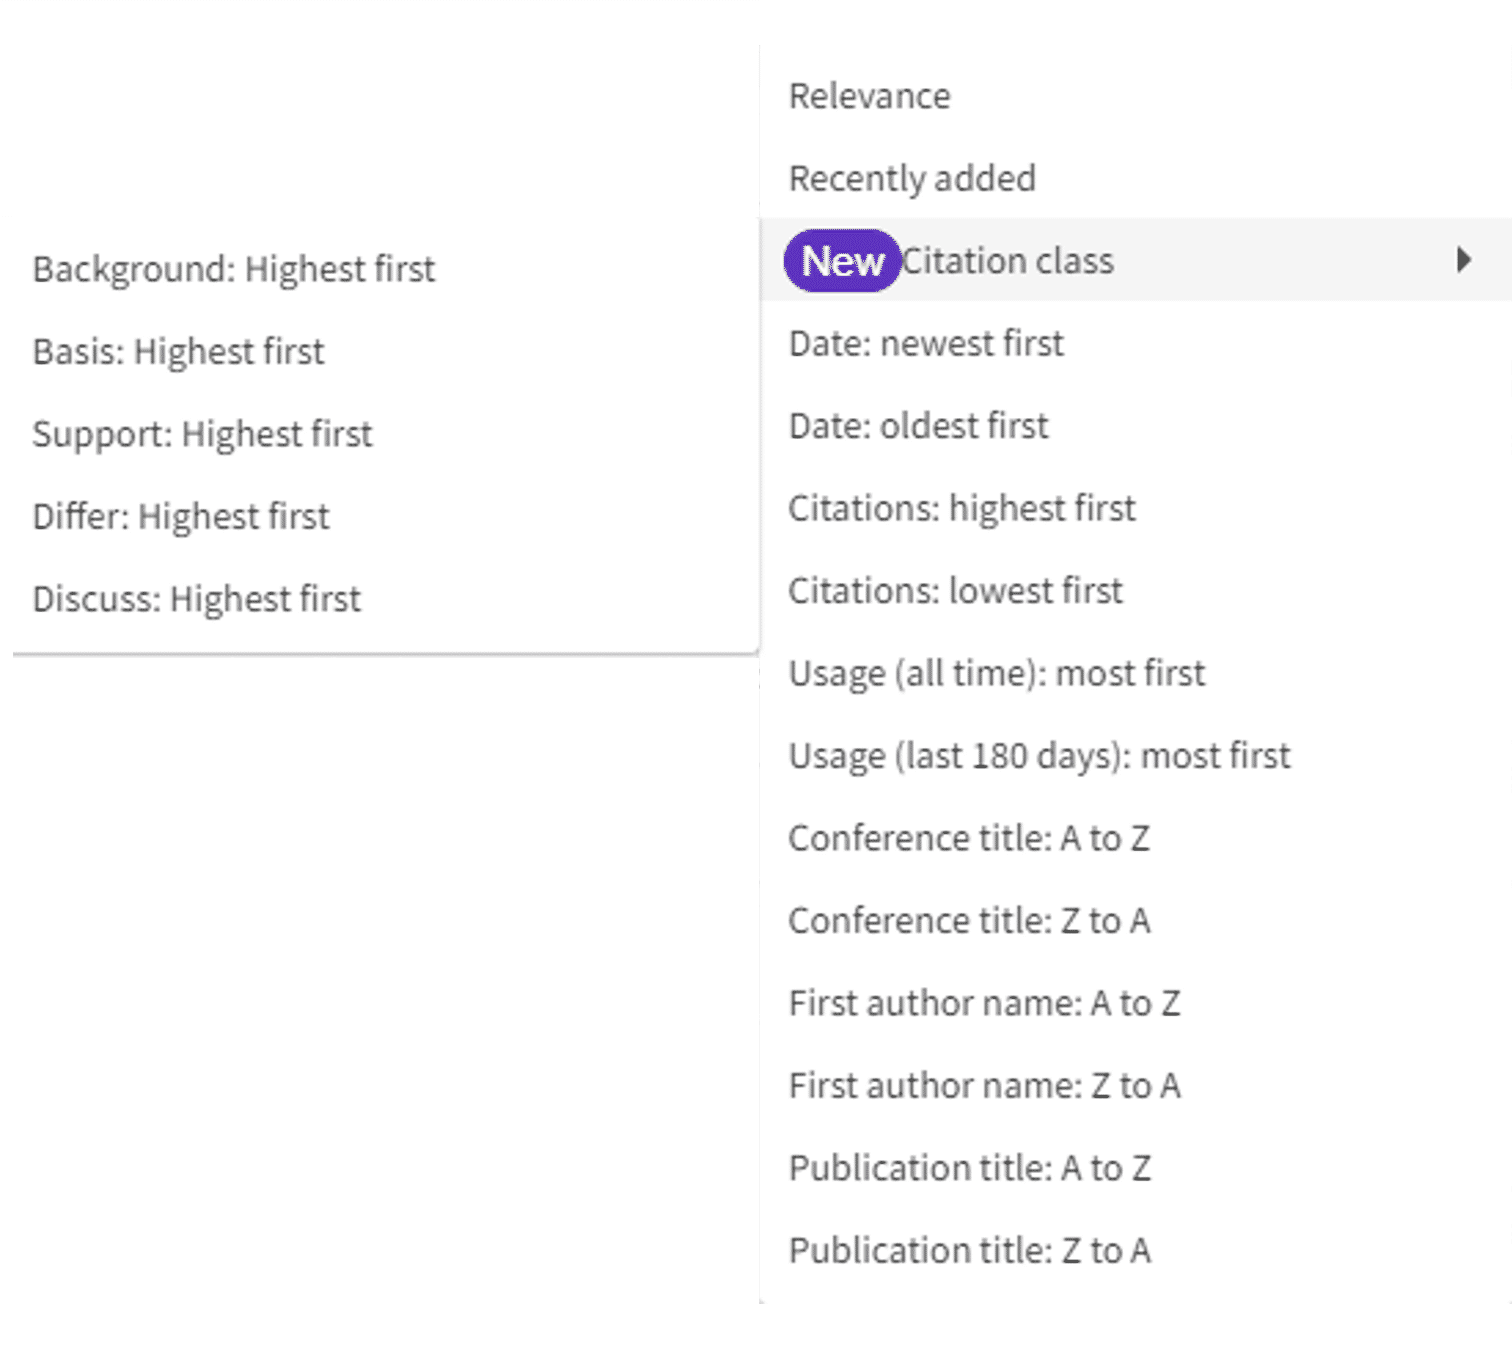 Relevance
Recently added
New Citation class
Background: Highest first
Basis: Highest first
Support: Highest first
Differ: Highest first
Discuss: Highest first
Date: newest first
Date: oldest first
Citations: highest first
Citations: lowest first
Usage (all time): most first
Usage (last 180 days): most first
Conference title: A to Z
Conference title: Z to A
First author name: A to Z
First author name: Z to A
Publication title: A to Z
Publication title: Z to A